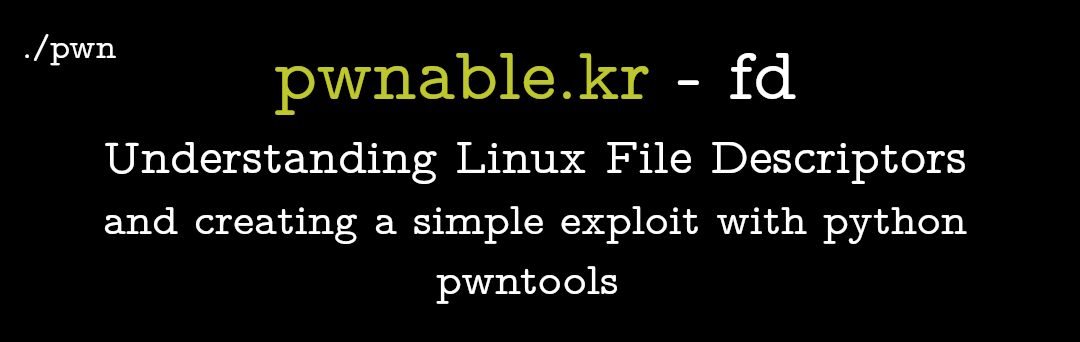 ./pwn
pwnable.kr - fd
Understanding Linux File Descriptors
and creating a simple exploit with python
pwntools